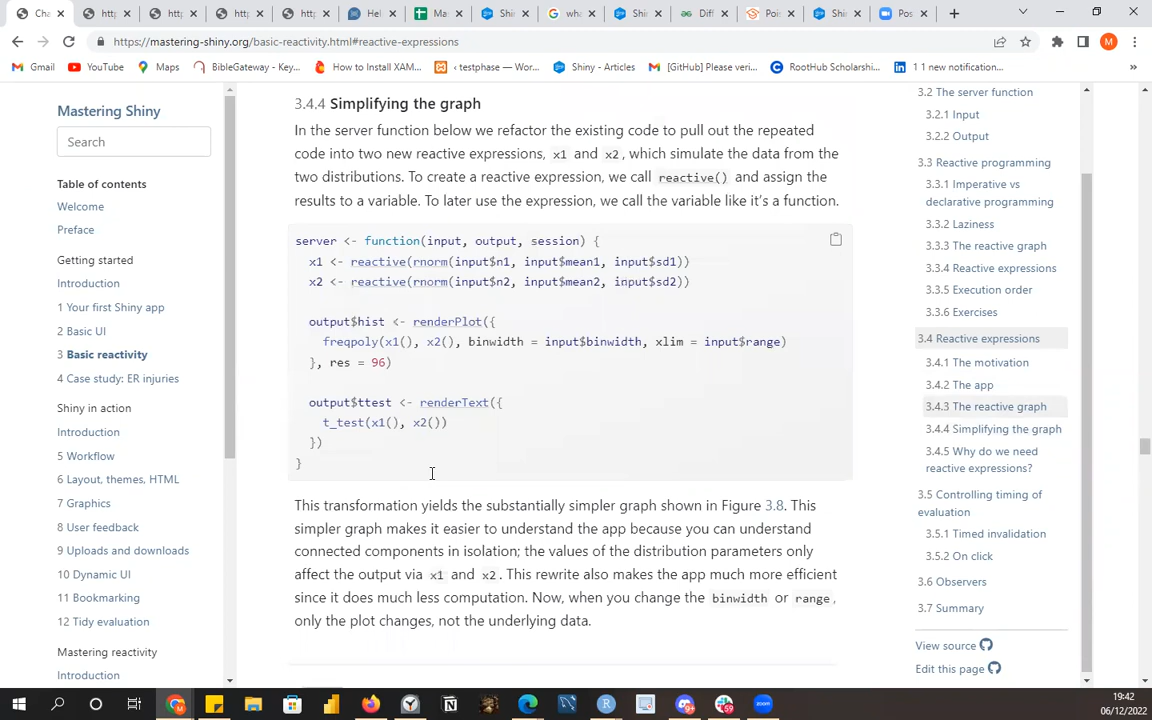 Cha
http
http
http
http
Hel
Mas
Shin
wha
Shin
Diff
Pois
Shin
Pos
https://mastering-shiny.org/basic-reactivity.html#reactive-expressions
M
Gmail
YouTube
Maps
BibleGateway - Key...
How to Install XAM...
‹ testphase — Wor...
Shiny - Articles
[GitHub] Please veri...
RootHub Scholarshi...
1 1 new notification...
»
Mastering Shiny
Search
Table of contents
Welcome
Preface
Getting started
Introduction
1 Your first Shiny app
2 Basic UI
3 Basic reactivity
4 Case study: ER injuries
Shiny in action
Introduction
5 Workflow
6 Layout, themes, HTML
7 Graphics
8 User feedback
9 Uploads and downloads
10 Dynamic UI
11 Bookmarking
12 Tidy evaluation
Mastering reactivity
Introduction
3.4.4 Simplifying the graph
In the server function below we refactor the existing code to pull out the repeated
code into two new reactive expressions, x1 and x2, which simulate the data from the
two distributions. To create a reactive expression, we call reactive() and assign the
results to a variable. To later use the expression, we call the variable like it's a function.
server <- function(input, output, session) {
x1 <- reactive(rnorm(input$n1, input$mean1, input$sd1))
x2 <- reactive(rnorm(input$n2, input$mean2, input$sd2))
output$hist <- renderPlot({
freqpoly(x1(), x2(), binwidth = input$binwidth, xlim = input$range)
}, res = 96)
output$ttest <- renderText({
t_test(x1(), x2())
})
}
This transformation yields the substantially simpler graph shown in Figure 3.8. This
simpler graph makes it easier to understand the app because you can understand
connected components in isolation; the values of the distribution parameters only
affect the output via x1 and x2. This rewrite also makes the app much more efficient
since it does much less computation. Now, when you change the binwidth or range,
only the plot changes, not the underlying data.
3.2 The server function
3.2.1 Input
3.2.2 Output
3.3 Reactive programming
3.3.1 Imperative vs
declarative programming
3.3.2 Laziness
3.3.3 The reactive graph
3.3.4 Reactive expressions
3.3.5 Execution order
3.3.6 Exercises
3.4 Reactive expressions
3.4.1 The motivation
3.4.2 The app
3.4.3 The reactive graph
3.4.4 Simplifying the graph
3.4.5 Why do we need
reactive expressions?
3.5 Controlling timing of
evaluation
3.5.1 Timed invalidation
3.5.2 On click
3.6 Observers
3.7 Summary
View source
Edit this page
19:42
06/12/2022